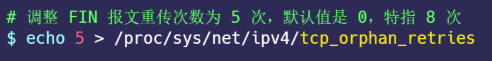 # 调整 FIN 报文重传次数为 5 次，默认值是 0，特指 8 次
$ echo 5 > /proc/sys/net/ipv4/tcp_orphan_retries